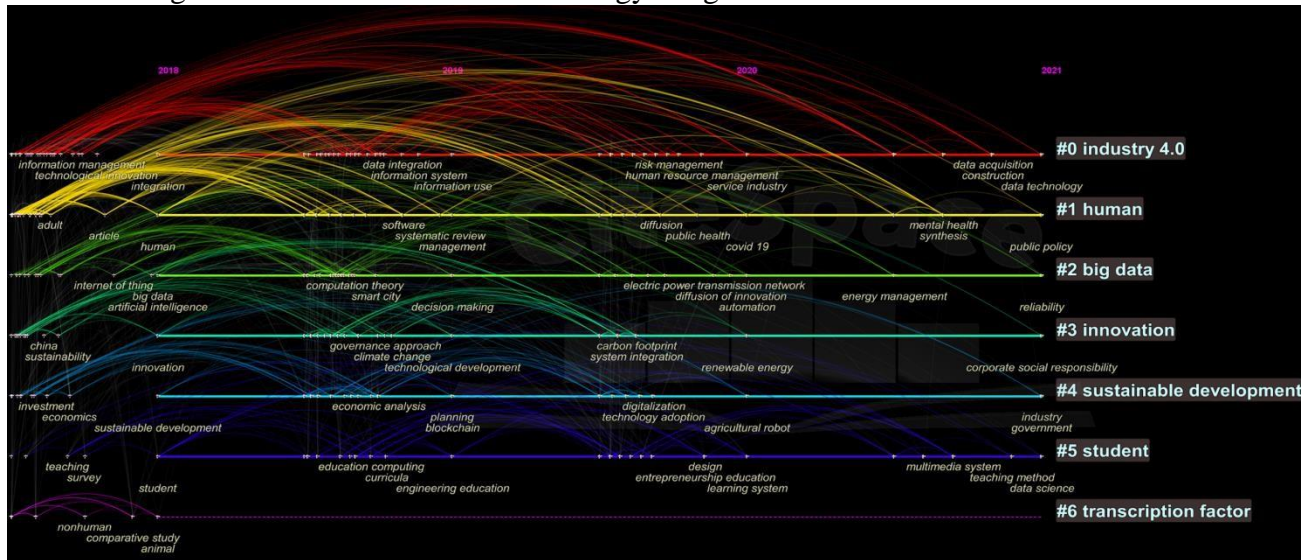 2018 2019 2020 2021
#0 industry 4.0
information management data integration risk management data acquisition
technological innovation information system human resource management construction
integration information use service industry data technology
#1 human
adult software diffusion mental health
article systematic review public health synthesis
human management covid 19 public policy
#2 big data
internet of thing computation theory electric power transmission network
big data smart city diffusion of innovation energy management
artificial intelligence decision making automation reliability
#3 innovation
china governance approach carbon footprint
sustainability climate change system integration
innovation technological development renewable energy corporate social responsibility
#4 sustainable development
investment economic analysis digitalization industry
economics planning technology adoption government
sustainable development blockchain agricultural robot
#5 student
teaching education computing design multimedia system
survey curricula entrepreneurship education teaching method
student engineering education learning system data science
#6 transcription factor
nonhuman
comparative study
animal